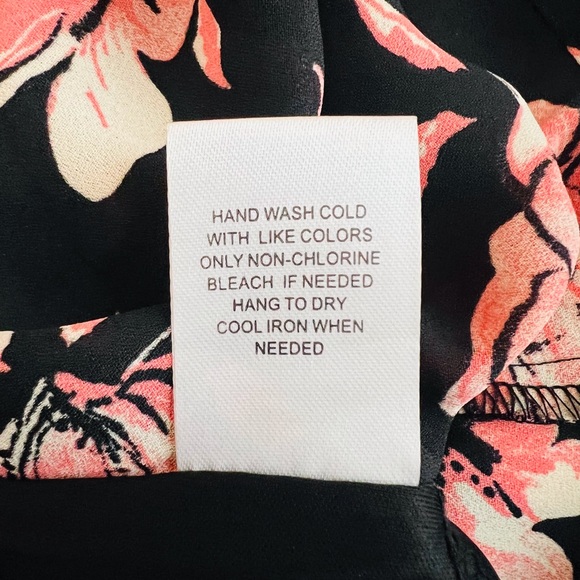 HAND WASH COLD
WITH LIKE COLORS
ONLY NON-CHLORINE
BLEACH IF NEEDED
HANG TO DRY
COOL IRON WHEN
NEEDED